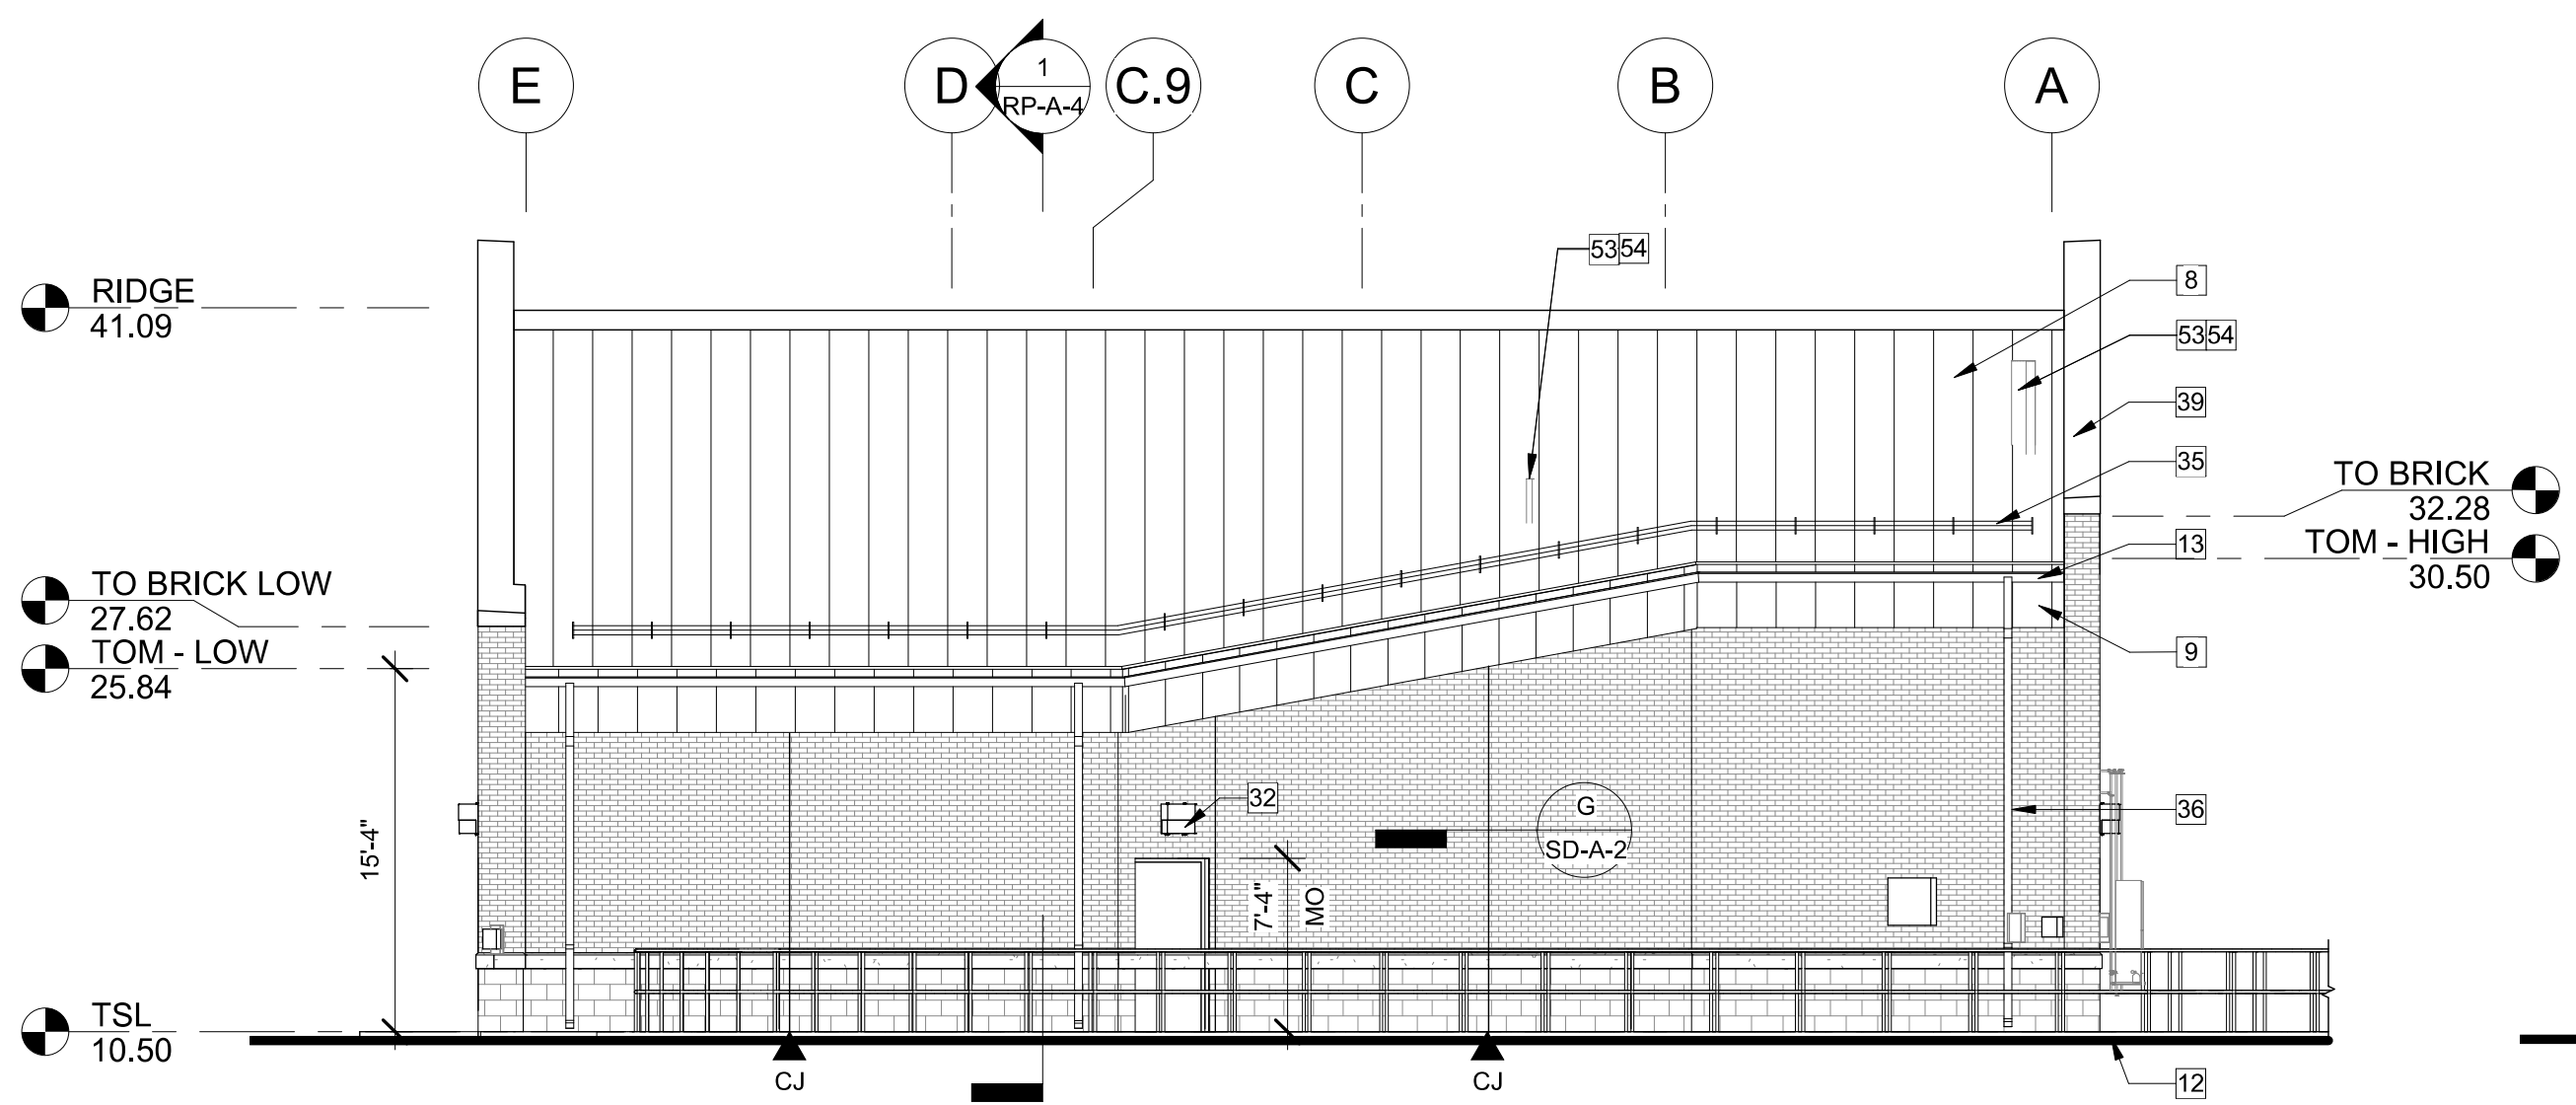 E
D
1
RP-A-4
C.9
C
B
A
53 54
8
RIDGE
41.09
53 54
39
35
TO BRICK
32.28
13
TOM - HIGH
30.50
TO BRICK LOW
27.62
TOM - LOW
25.84
9
32
G
SD-A-2
36
15'-4"
7'-4"
MO
TSL
10.50
CJ
CJ
12